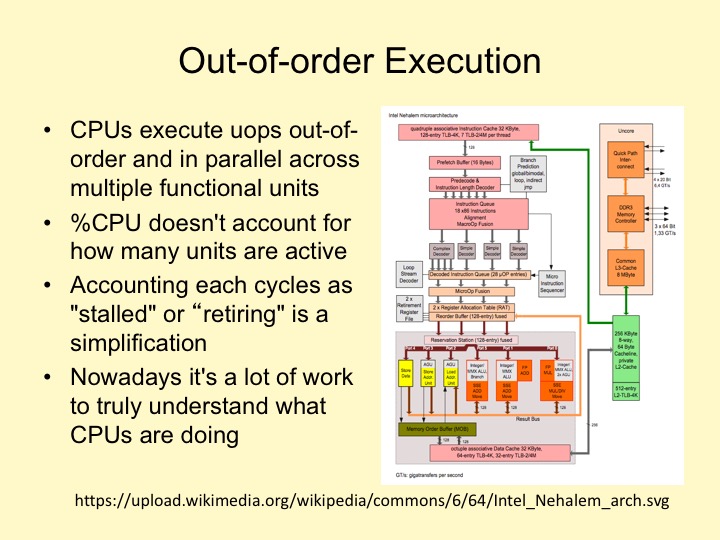 Out-of-order Execution
• CPUs execute uops out-of-
order and in parallel across
multiple functional units
• %CPU doesn't account for
how many units are active
• Accounting each cycles as
"stalled" or “retiring" is a
simplification
• Nowadays it's a lot of work
to truly understand what
CPUs are doing
Intel Nehalem microarchitecture
quadruple associative Instruction Cache 32 KByte,
128-entry TLB-4K, 7 TLB-2/4M per thread
128
Prefetch Buffer (16 Bytes)
Predecode &
Instruction Length Decoder
Branch
Prediction
global/bimodal,
loop, indirect
jmp
Instruction Queue
18 x86 Instructions
Alignment
MacroOp Fusion
Complex
Decoder
Simple
Decoder
Simple
Decoder
Simple
Decoder
Loop
Stream
Decoder
Decoded Instruction Queue (28 µOP entries)
Micro
Instruction
Sequencer
MicroOp Fusion
2 x
Retirement
Register
File
2 x Register Allocation Table (RAT)
Reorder Buffer (128-entry) fused
Reservation Station (128-entry) fused
Store
Data
AGU
Store
Addr.
Unit
AGU
Load
Addr.
Unit
Integer/
MMX ALU,
Branch
SSE
ADD
Move
Integer/
MMX
ALU
SSE
ADD
Move
FP
ADD
FP
MUL
Integer/
MMX ALU,
2x AGU
SSE
MUL/DIV
Move
128
128
128
Result Bus
Memory Order Buffer (MOB)
128
128
256
octuple associative Data Cache 32 KByte,
64-entry TLB-4K, 32-entry TLB-2/4M
GT/s: gigatransfers per second
Uncore
Quick Path
Inter-
connect
4 x 20 Bit
6,4 GT/s
DDR3
Memory
Controller
3 x 64 Bit
1,33 GT/s
Common
L3-Cache
8 MByte
256 KByte
8-way,
64 Byte
Cacheline,
private
L2-Cache
512-entry
L2-TLB-4K
https://upload.wikimedia.org/wikipedia/commons/6/64/Intel_Nehalem_arch.svg